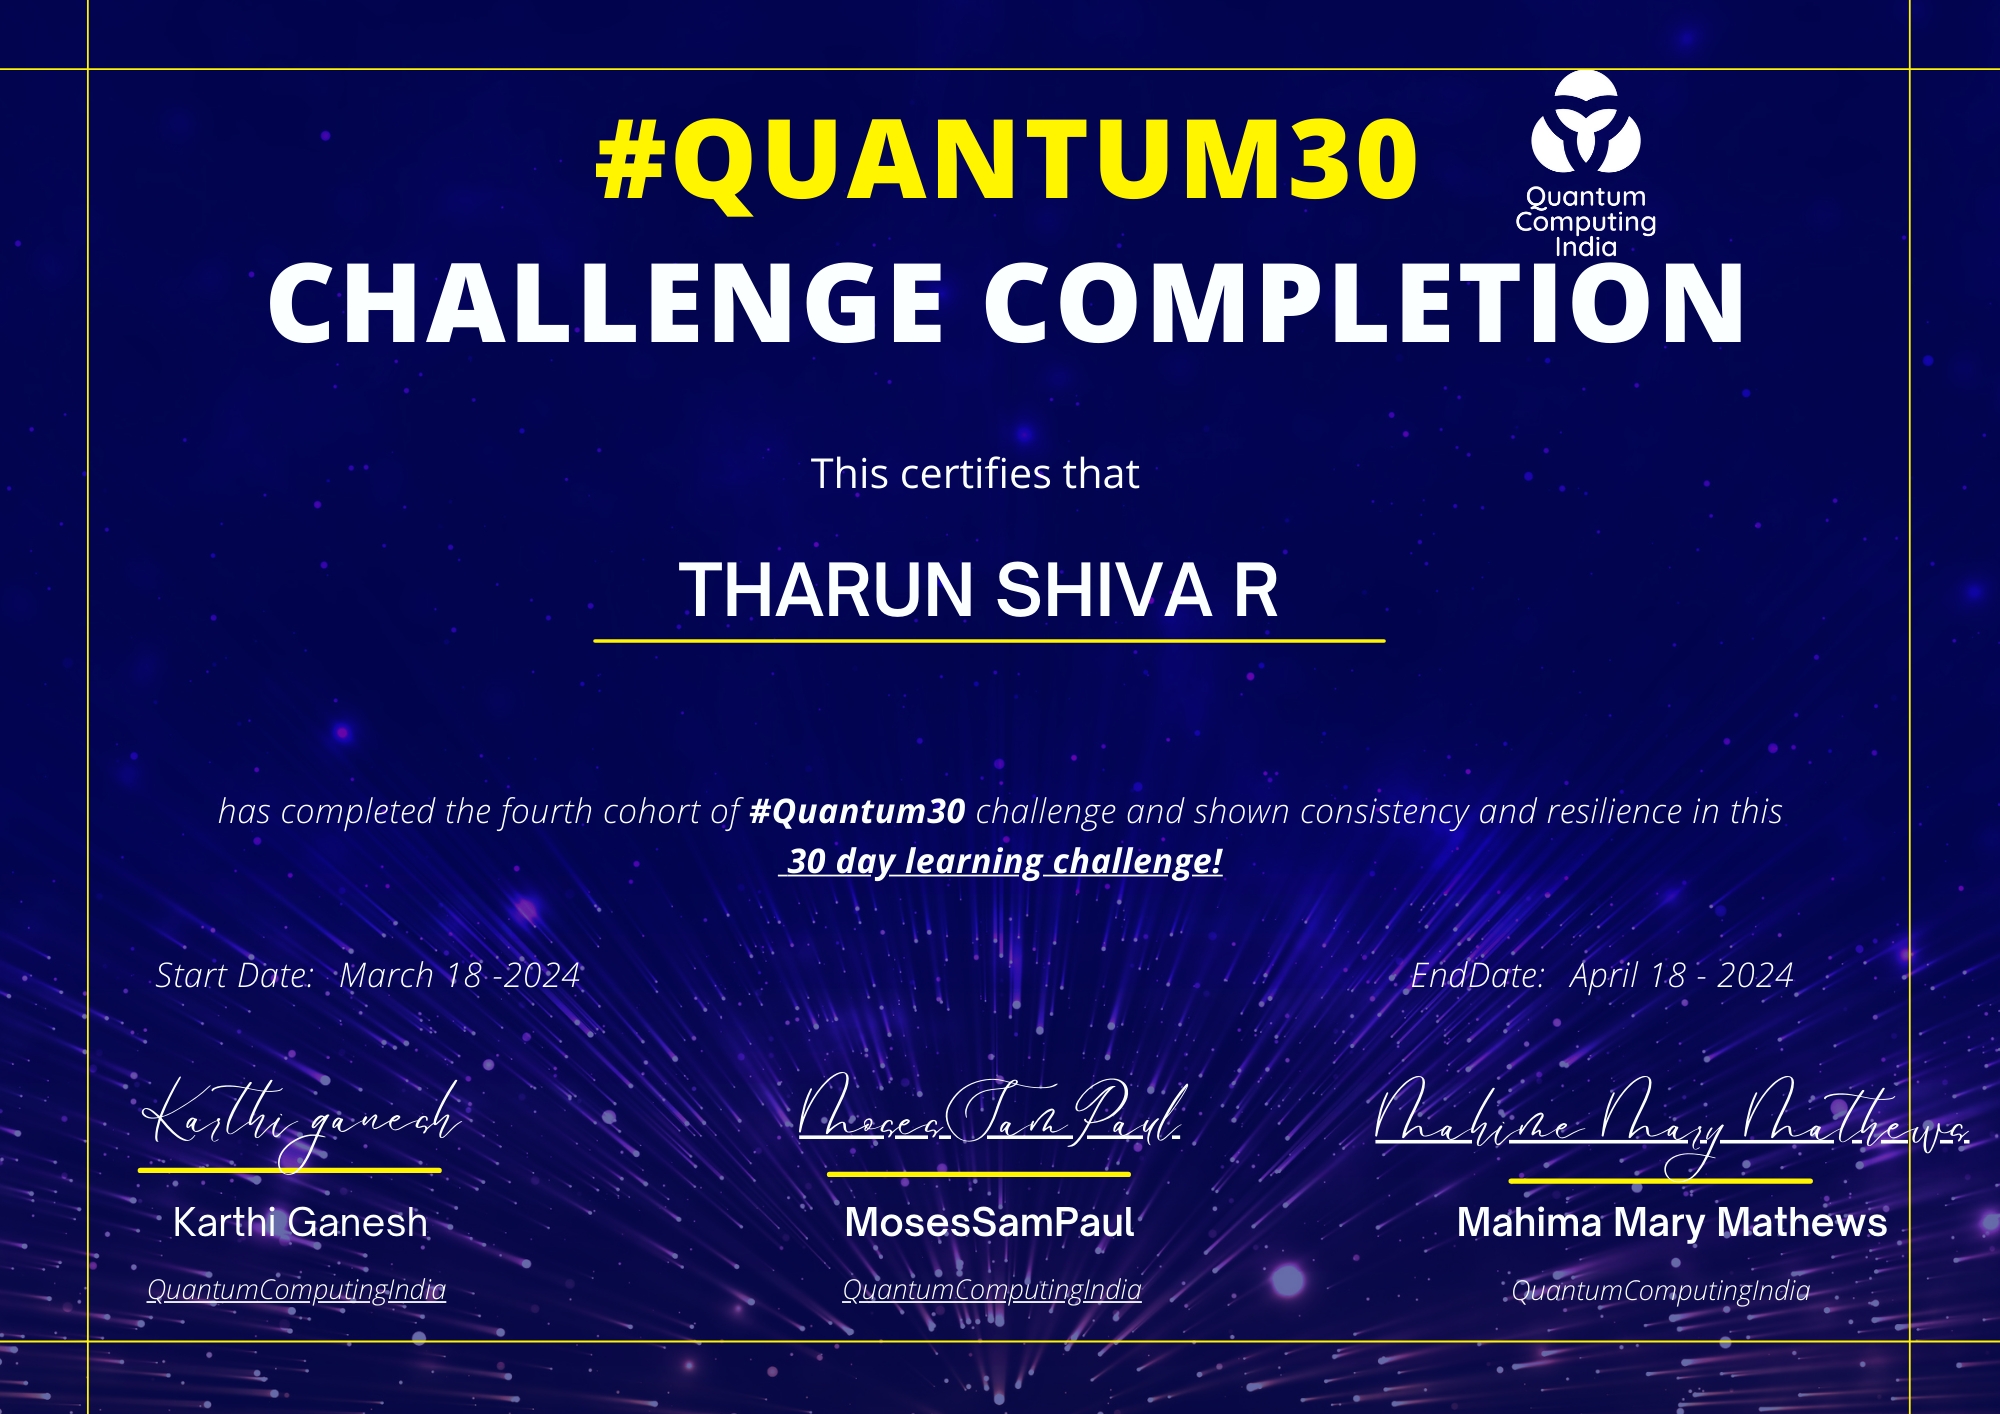 #QUANTUM30
Quantum
Computing
India
CHALLENGE COMPLETION
This certifies that
THARUN SHIVA R
has completed the fourth cohort of #Quantum30 challenge and shown consistency and resilience in this
30 day learning challenge!
Start Date: March 18 -2024
EndDate: April 18 - 2024
Karthi ganesh
Moses Sam Paul
Mahima Mary Mathews
Karthi Ganesh
MosesSamPaul
Mahima Mary Mathews
QuantumComputingIndia
QuantumComputingIndia
QuantumComputingIndia